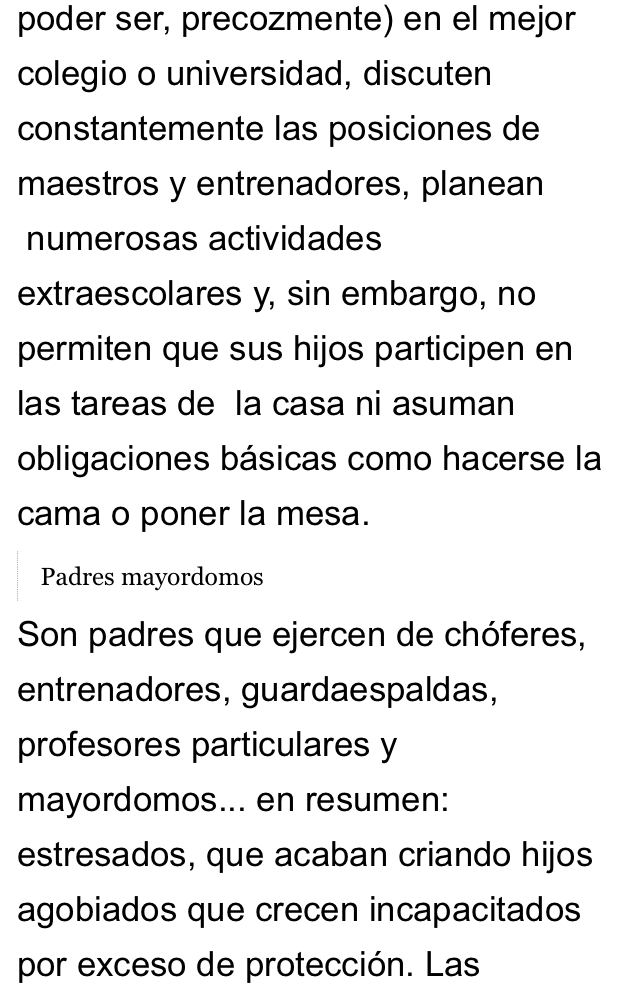 poder ser, precozmente) en el mejor
colegio o universidad, discuten
constantemente las posiciones de
maestros y entrenadores, planean
numerosas actividades
extraescolares y, sin embargo, no
permiten que sus hijos participen en
las tareas de  la casa ni asuman
obligaciones básicas como hacerse la
cama o poner la mesa.
Padres mayordomos
Son padres que ejercen de chóferes,
entrenadores, guardaespaldas,
profesores particulares y
mayordomos... en resumen:
estresados, que acaban criando hijos
agobiados que crecen incapacitados
por exceso de protección. Las